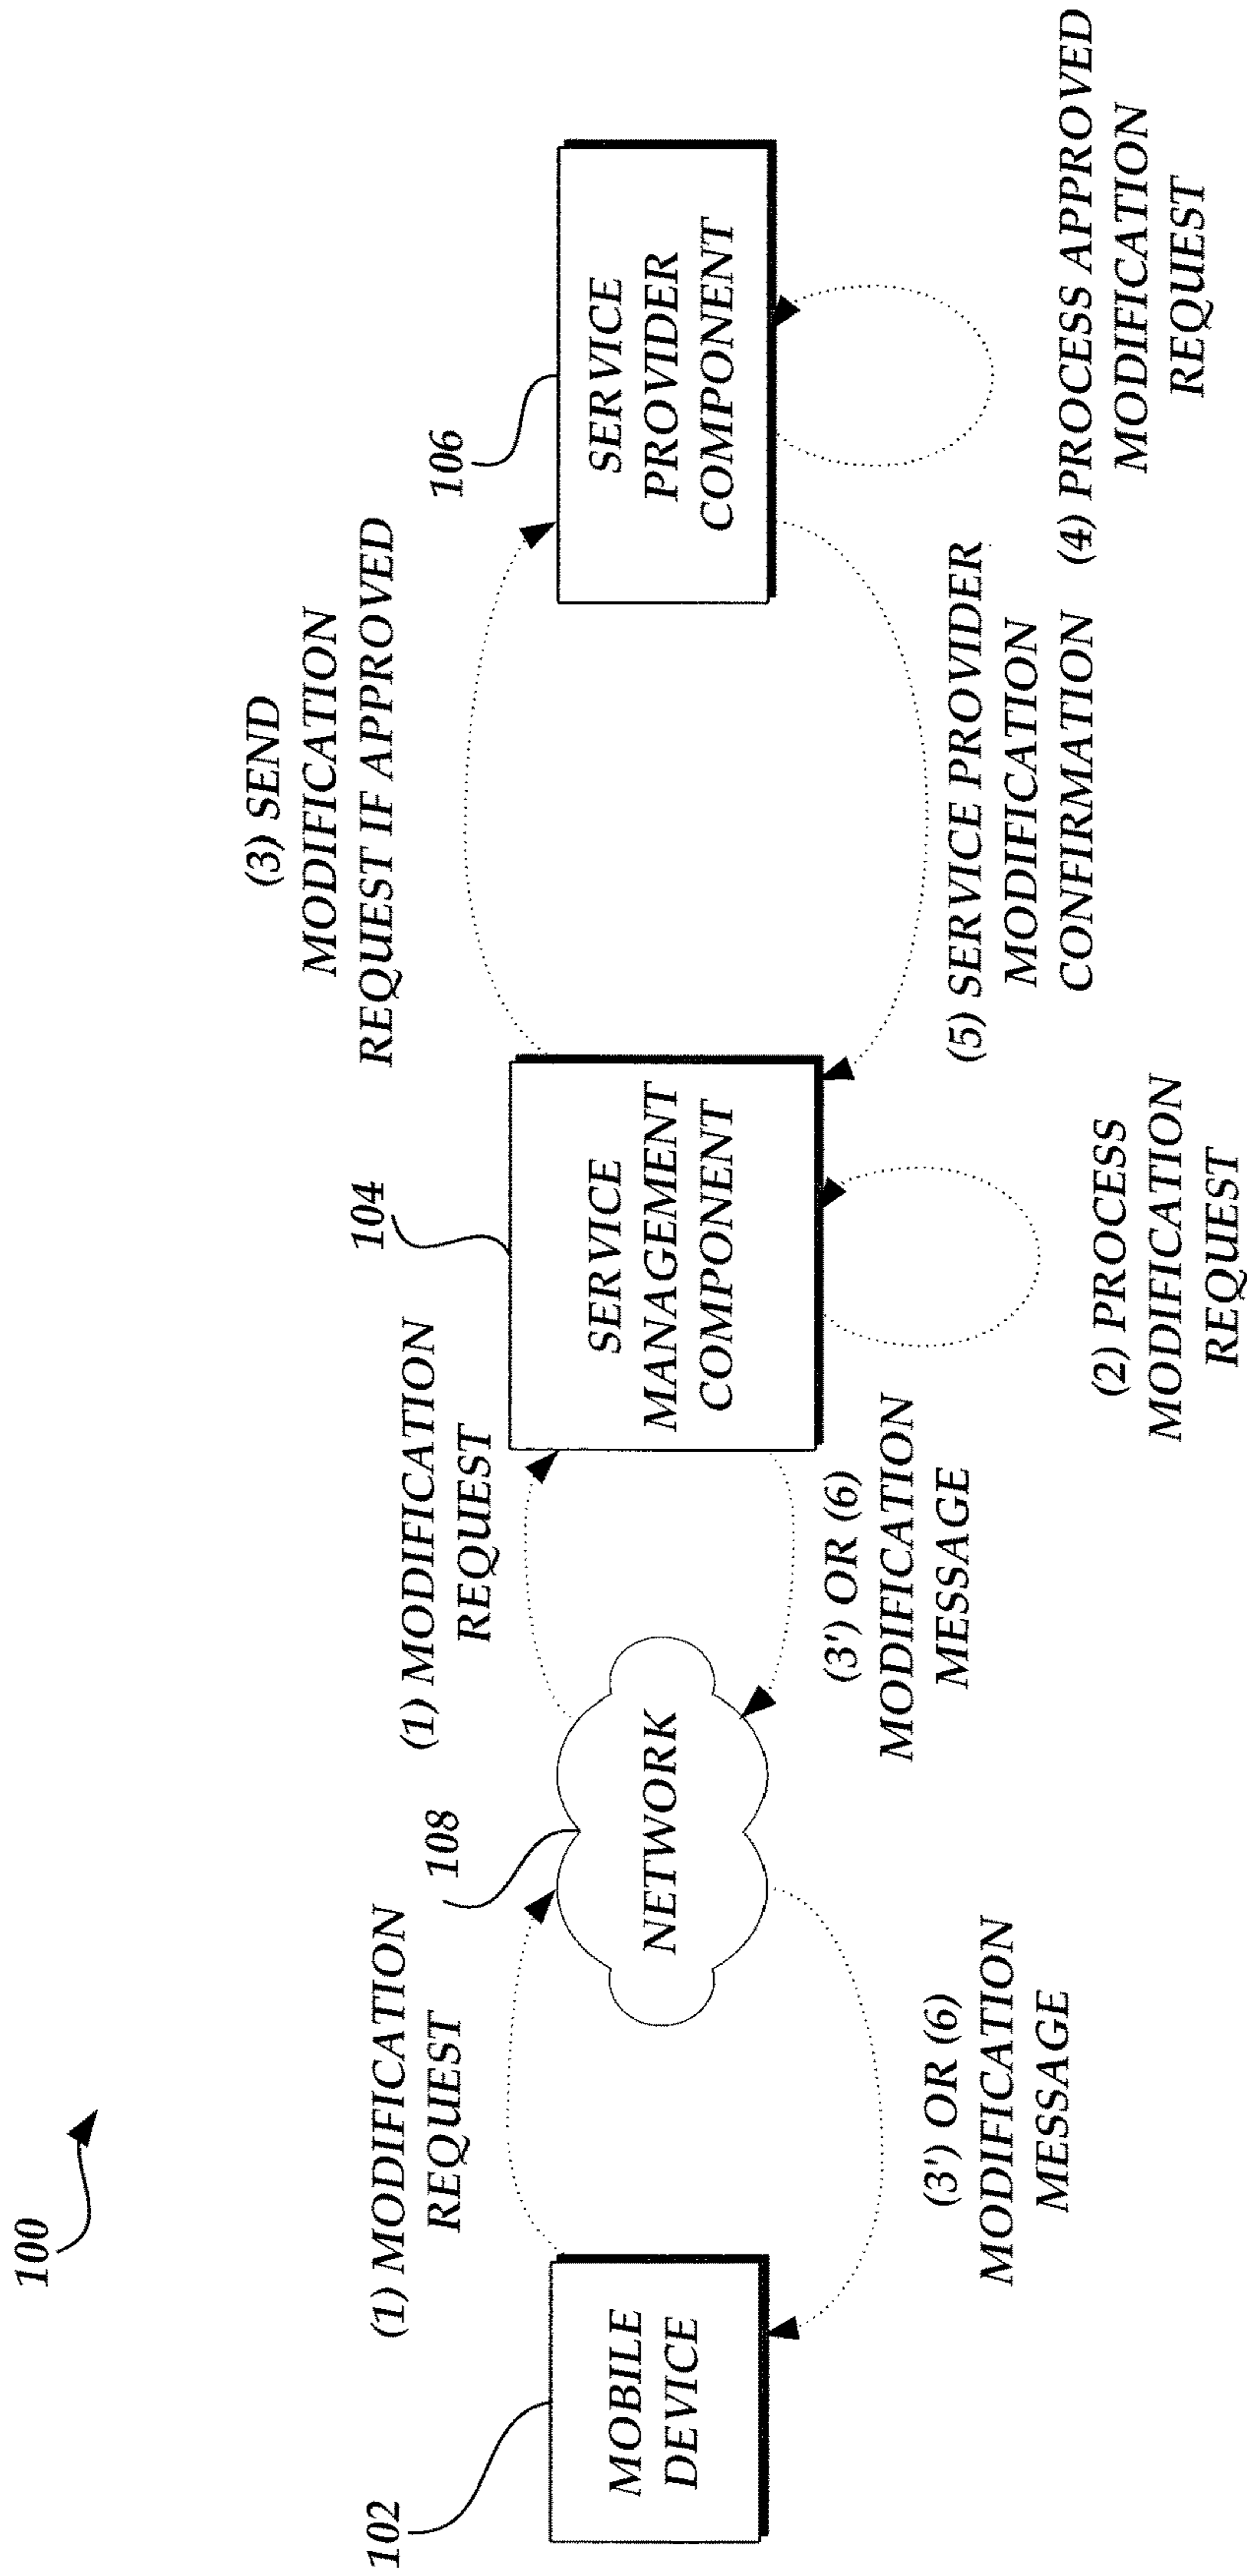 100
(3) SEND
MODIFICATION
REQUEST IF APPROVED
106
104
(1) MODIFICATION
REQUEST
108
(1) MODIFICATION
REQUEST
102
MOBILE
DEVICE
NETWORK
SERVICE
MANAGEMENT
COMPONENT
SERVICE
PROVIDER
COMPONENT
(3') OR (6)
MODIFICATION
MESSAGE
(3') OR (6)
MODIFICATION
MESSAGE
(2) PROCESS
MODIFICATION
REQUEST
(5) SERVICE PROVIDER
MODIFICATION
CONFIRMATION
(4) PROCESS APPROVED
MODIFICATION
REQUEST